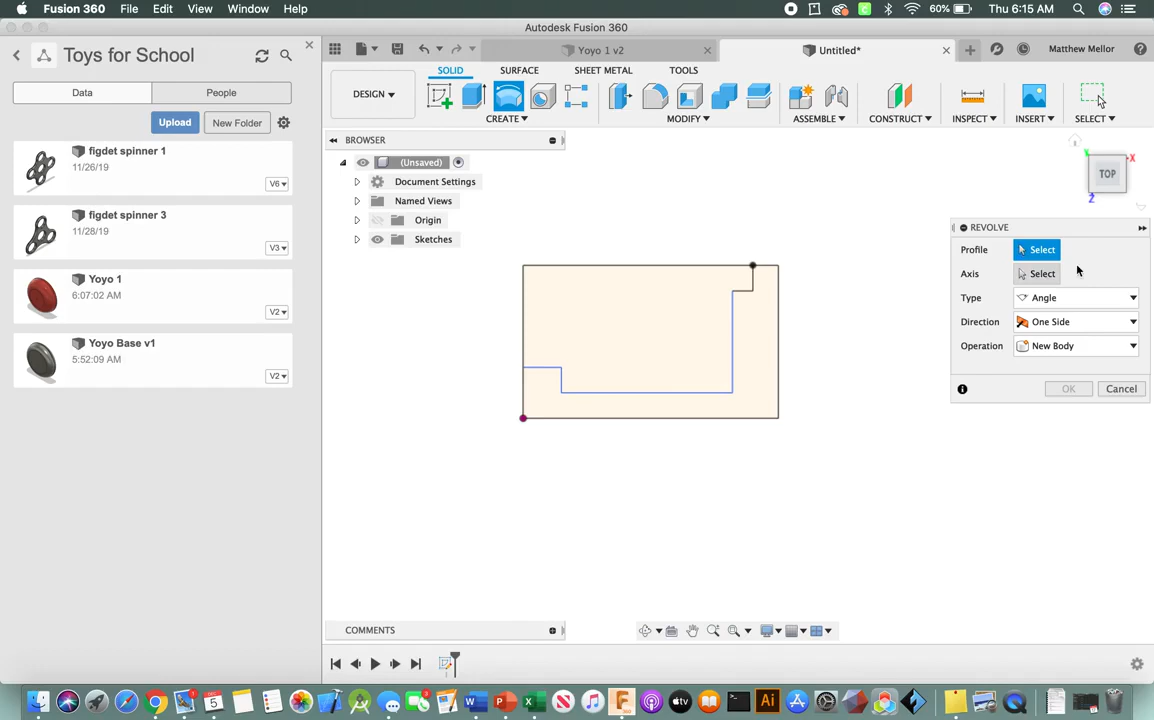 Fusion 360 File Edit View Window Help
60% Thu 6:15 AM
Autodesk Fusion 360
Toys for School
Yoyo 1 v2
Untitled*
Matthew Mellor
SOLID SURFACE SHEET METAL TOOLS
Data People
DESIGN
CREATE MODIFY ASSEMBLE CONSTRUCT INSPECT INSERT SELECT
Upload New Folder
BROWSER
figdet spinner 1
11/26/19
V6
(Unsaved)
Document Settings
Named Views
Origin
Sketches
TOP
X
Y
Z
figdet spinner 3
11/28/19
V3
Yoyo 1
6:07:02 AM
V2
Yoyo Base v1
5:52:09 AM
V2
REVOLVE
Profile Select
Axis Select
Type Angle
Direction One Side
Operation New Body
OK Cancel
COMMENTS